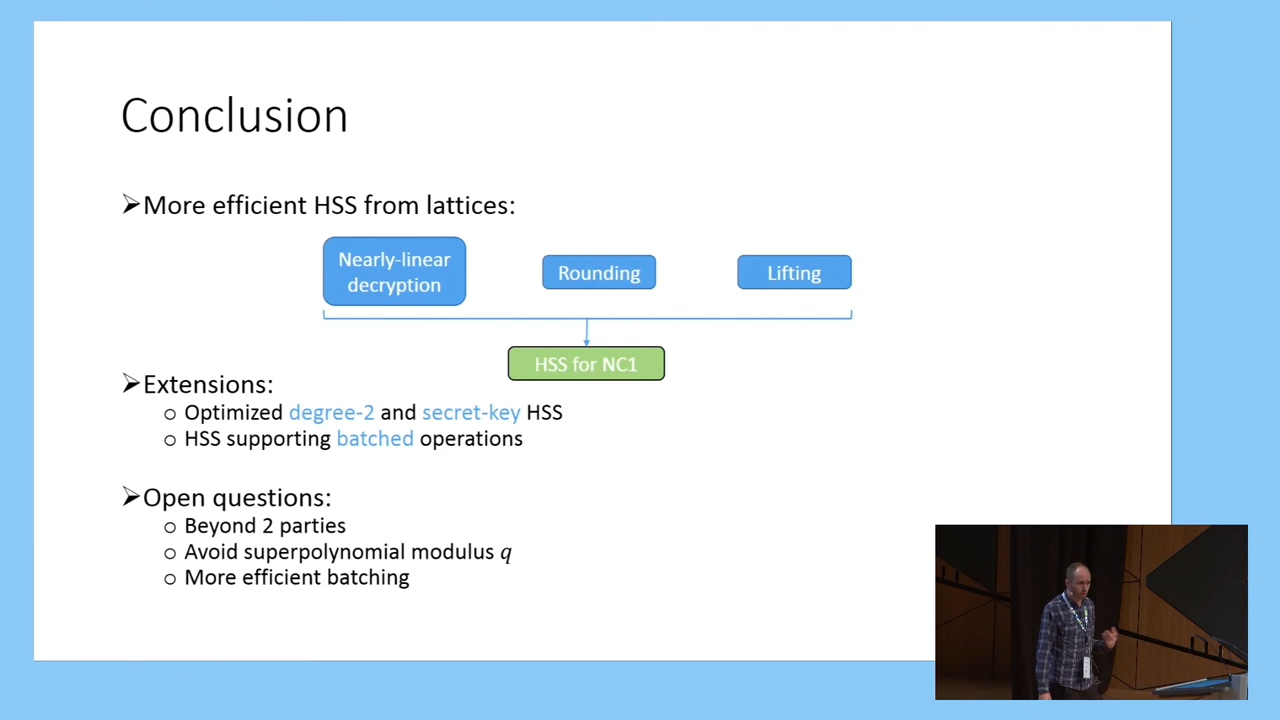 Conclusion
➢More efficient HSS from lattices:
Nearly-linear
decryption
Rounding
Lifting
HSS for NC1
➢Extensions:
o Optimized degree-2 and secret-key HSS
o HSS supporting batched operations
➢Open questions:
o Beyond 2 parties
o Avoid superpolynomial modulus q
o More efficient batching